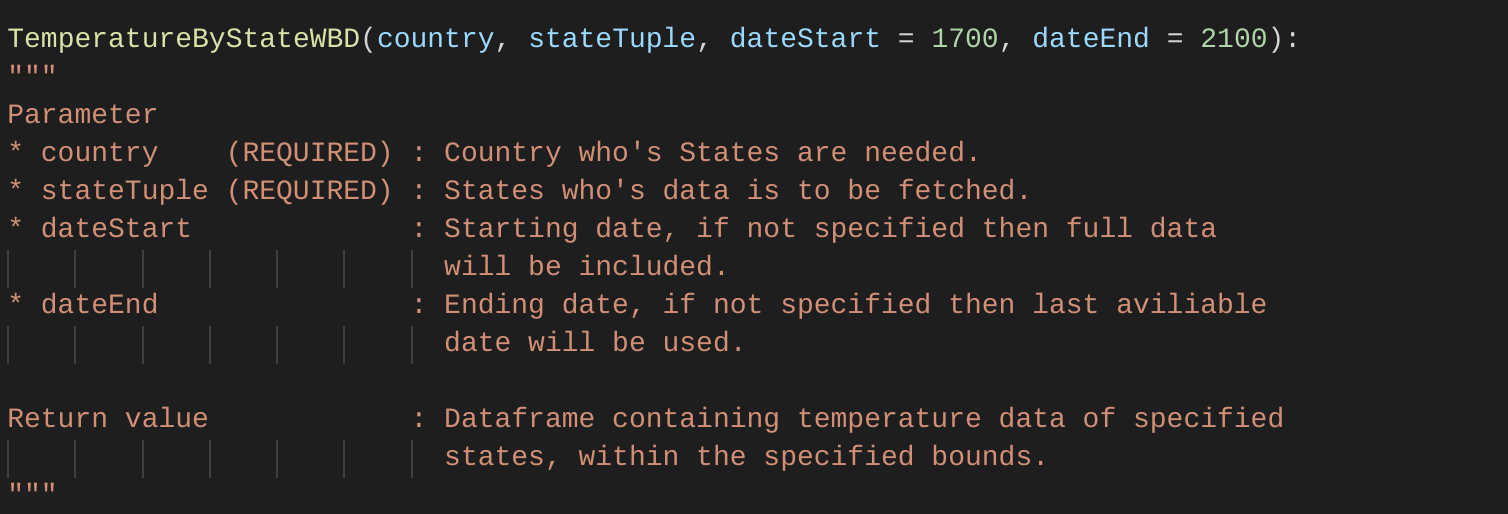 TemperatureByStateWBD(country, stateTuple, dateStart = 1700, dateEnd = 2100):
"""
Parameter
* country    (REQUIRED) : Country who's States are needed.
* stateTuple (REQUIRED) : States who's data is to be fetched.
* dateStart             : Starting date, if not specified then full data
                          will be included.
* dateEnd               : Ending date, if not specified then last aviliable
                          date will be used.

Return value            : Dataframe containing temperature data of specified
                          states, within the specified bounds.
"""